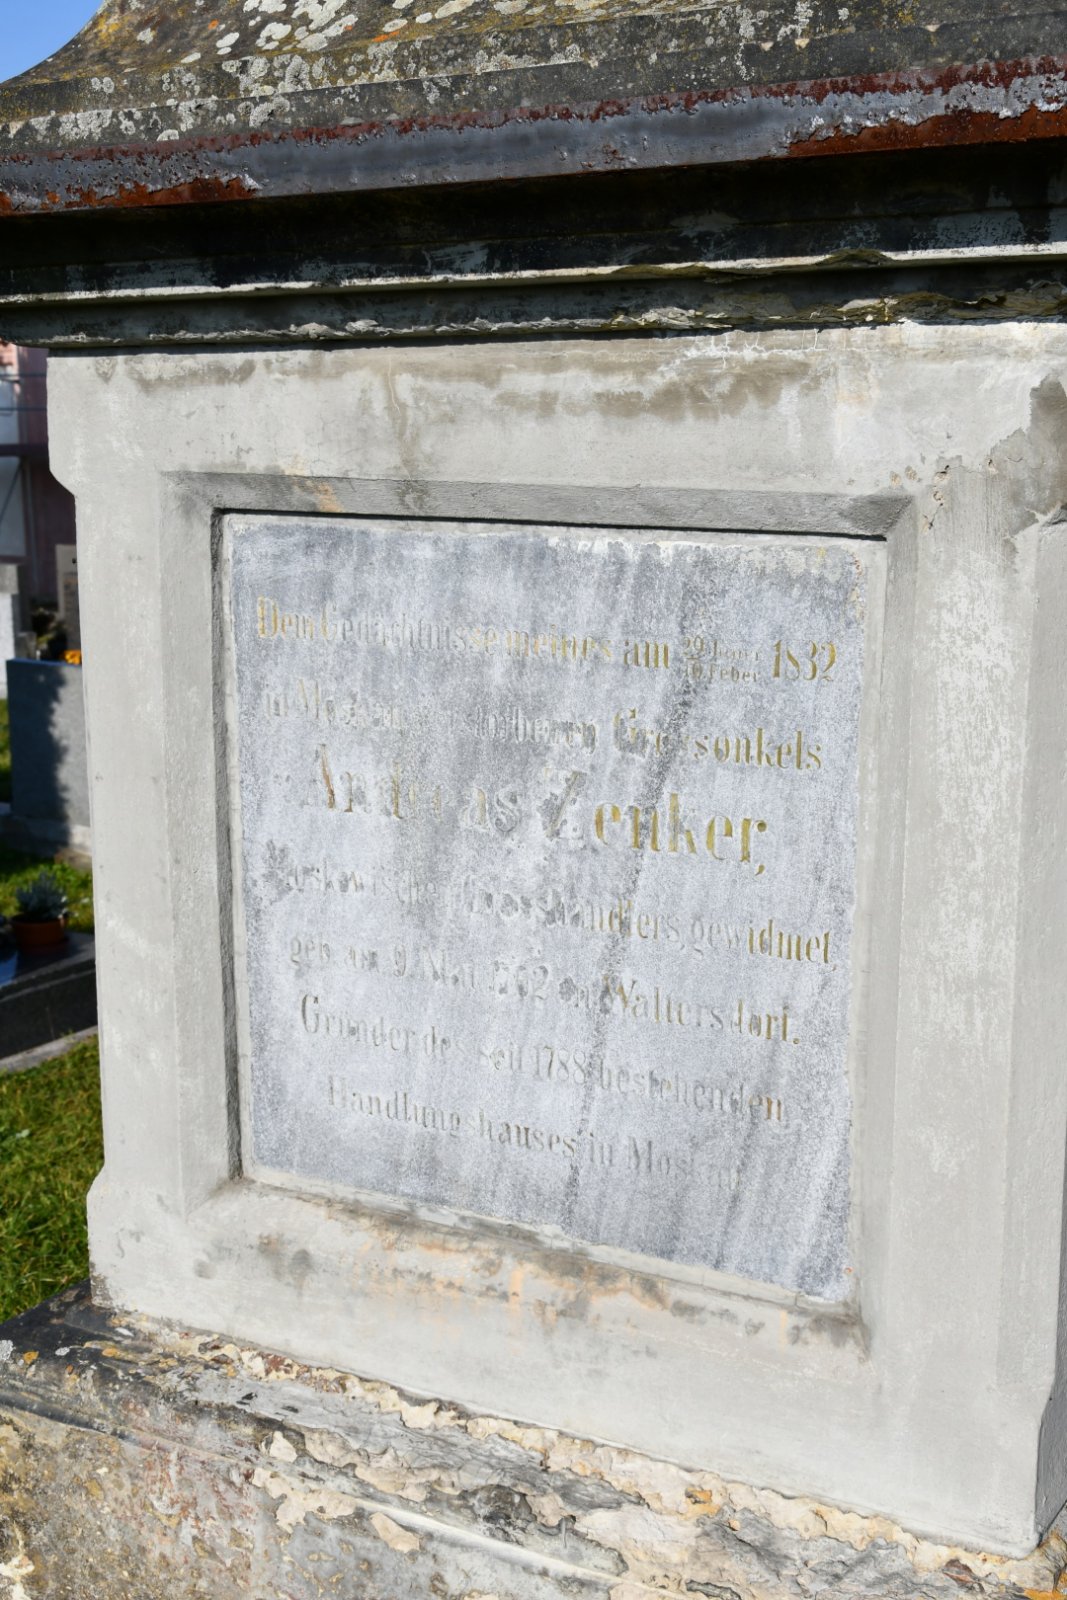 Dem Gedächtnisse meines am 29. Jänner 10. Feber 1832
in Moskau verstorbenen Grossonkels
Andreas Zenker,
Moskowischen Grosshändlers, gewidmet,
geb. am 9. Mai 1762 in Waltersdorf.
Gründer des seit 1788 bestehenden
Handlungshauses in Moskau